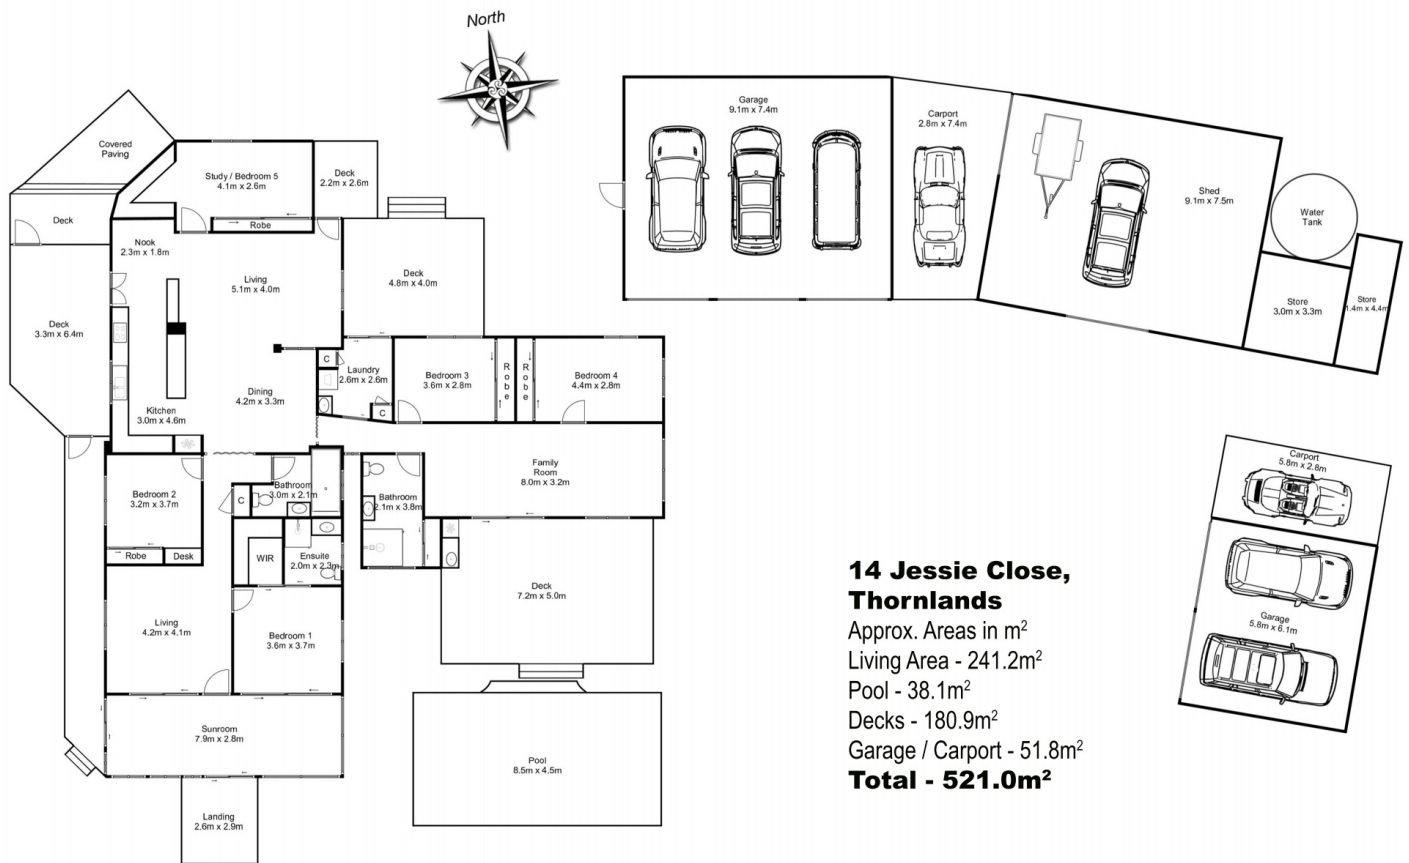 North
Garage
9.1m x 7.4m
Carport
2.8m x 7.4m
Shed
9.1m x 7.5m
Water
Tank
Store
3.0m x 3.3m
Store
1.4m x 4.4m
Covered
Paving
Study / Bedroom 5
4.1m x 2.6m
Deck
2.2m x 2.6m
Deck
Robe
Nook
2.3m x 1.8m
Living
5.1m x 4.0m
Deck
4.8m x 4.0m
Deck
3.3m x 6.4m
C
Laundry
2.6m x 2.6m
C
Bedroom 3
3.6m x 2.8m
Robe
Robe
Bedroom 4
4.4m x 2.8m
Dining
4.2m x 3.3m
Kitchen
3.0m x 4.6m
Family
Room
8.0m x 3.2m
Bedroom 2
3.2m x 3.7m
C
Bathroom
3.0m x 2.1m
Bathroom
2.1m x 3.8m
Robe
Desk
WIR
Ensuite
2.0m x 2.3m
Deck
7.2m x 5.0m
Living
4.2m x 4.1m
Bedroom 1
3.6m x 3.7m
Sunroom
7.9m x 2.8m
Pool
8.5m x 4.5m
Landing
2.6m x 2.9m
Carport
5.8m x 2.8m
Garage
5.8m x 6.1m
14 Jessie Close,
Thornlands
Approx. Areas in m²
Living Area - 241.2m²
Pool - 38.1m²
Decks - 180.9m²
Garage / Carport - 51.8m²
Total - 521.0m²